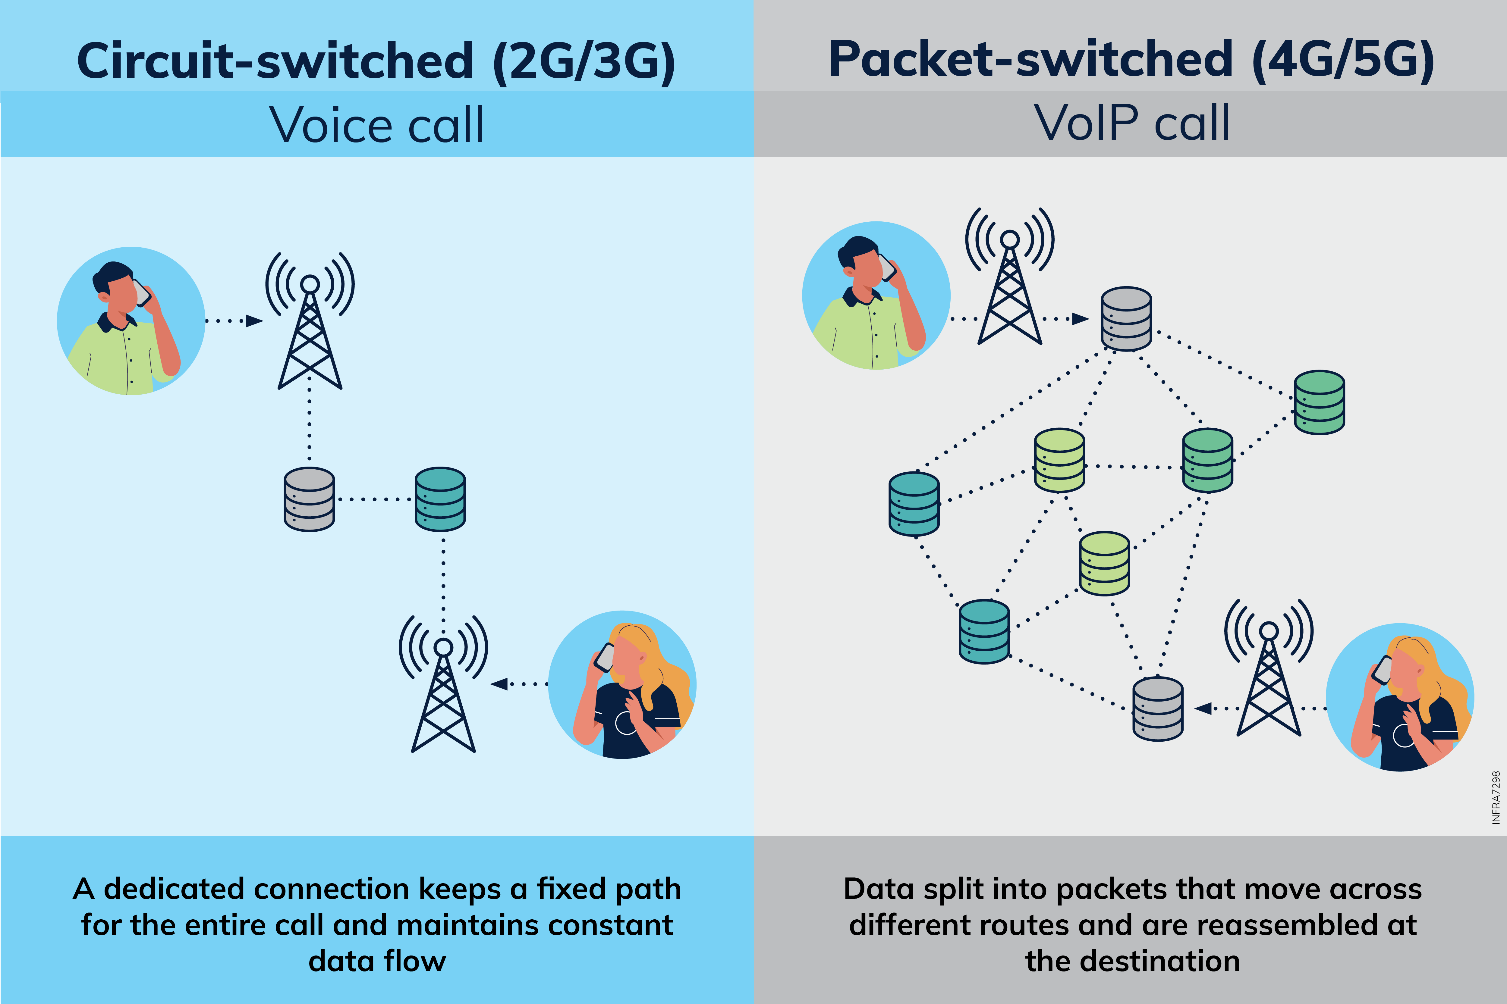 Circuit-switched (2G/3G)
Voice call
A dedicated connection keeps a fixed path
for the entire call and maintains constant
data flow
Packet-switched (4G/5G)
VoIP call
INFRA7298
Data split into packets that move across
different routes and are reassembled at
the destination